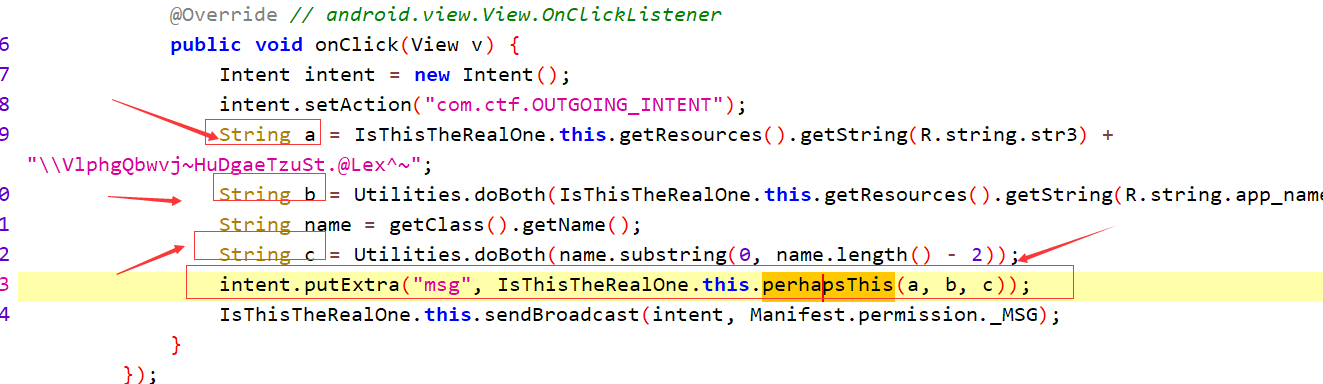 @Override // android.view.View.OnClickListener
6 public void onClick(View v) {
7 Intent intent = new Intent();
8 intent.setAction("com.ctf.OUTGOING_INTENT");
9 String a = IsThisTheRealOne.this.getResources().getString(R.string.str3) +
"\\VlphgQbwvj~HuDgaeTzuSt.@Lex^~";
0 String b = Utilities.doBoth(IsThisTheRealOne.this.getResources().getString(R.string.app_name
1 String name = getClass().getName();
2 String c = Utilities.doBoth(name.substring(0, name.length() - 2));
3 intent.putExtra("msg", IsThisTheRealOne.this.perhapsThis(a, b, c));
4 IsThisTheRealOne.this.sendBroadcast(intent, Manifest.permission._MSG);
}
});